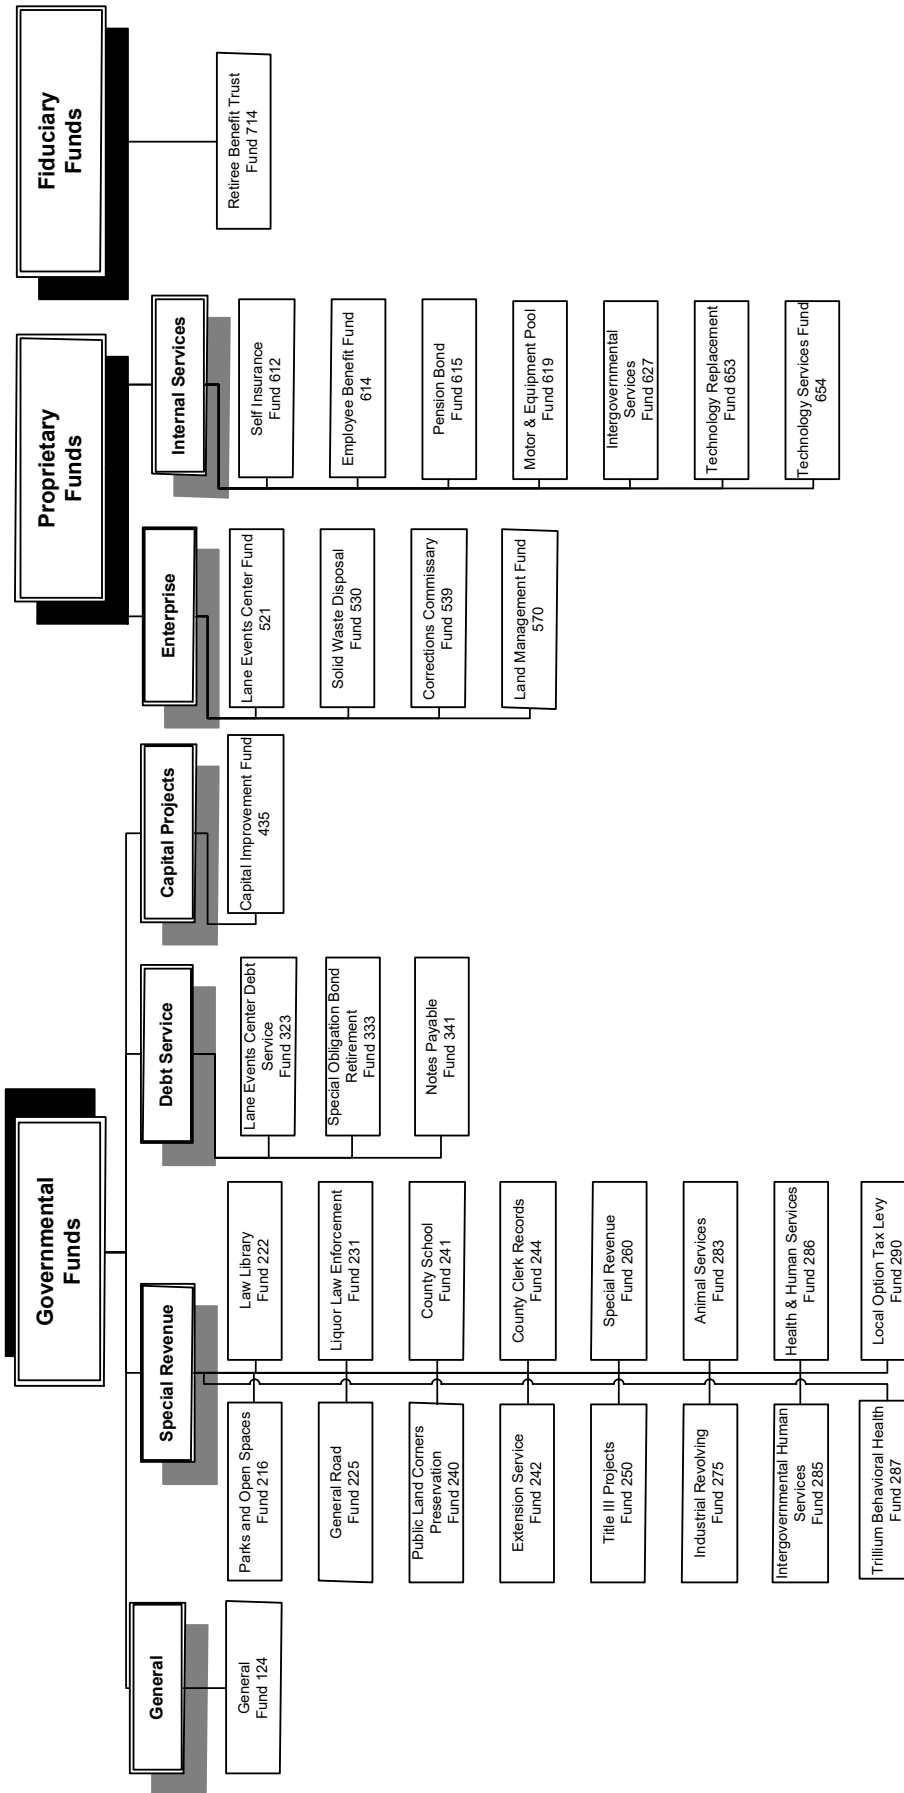 Governmental
Funds
Proprietary
Funds
Fiduciary
Funds
General
General
Fund 124
Special Revenue
Parks and Open Spaces
Fund 216
Law Library
Fund 222
General Road
Fund 225
Liquor Law Enforcement
Fund 231
Public Land Corners
Preservation
Fund 240
County School
Fund 241
Extension Service
Fund 242
County Clerk Records
Fund 244
Title III Projects
Fund 250
Special Revenue
Fund 260
Industrial Revolving
Fund 275
Animal Services
Fund 283
Intergovernmental Human
Services
Fund 285
Health & Human Services
Fund 286
Trillium Behavioral Health
Fund 287
Local Option Tax Levy
Fund 290
Debt Service
Lane Events Center Debt
Service
Fund 323
Special Obligation Bond
Retirement
Fund 333
Notes Payable
Fund 341
Capital Projects
Capital Improvement Fund
435
Enterprise
Lane Events Center Fund
521
Solid Waste Disposal
Fund 530
Corrections Commissary
Fund 539
Land Management Fund
570
Internal Services
Self Insurance
Fund 612
Employee Benefit Fund
614
Pension Bond
Fund 615
Motor & Equipment Pool
Fund 619
Intergovernmental
Services
Fund 627
Technology Replacement
Fund 653
Technology Services Fund
654
Retiree Benefit Trust
Fund 714